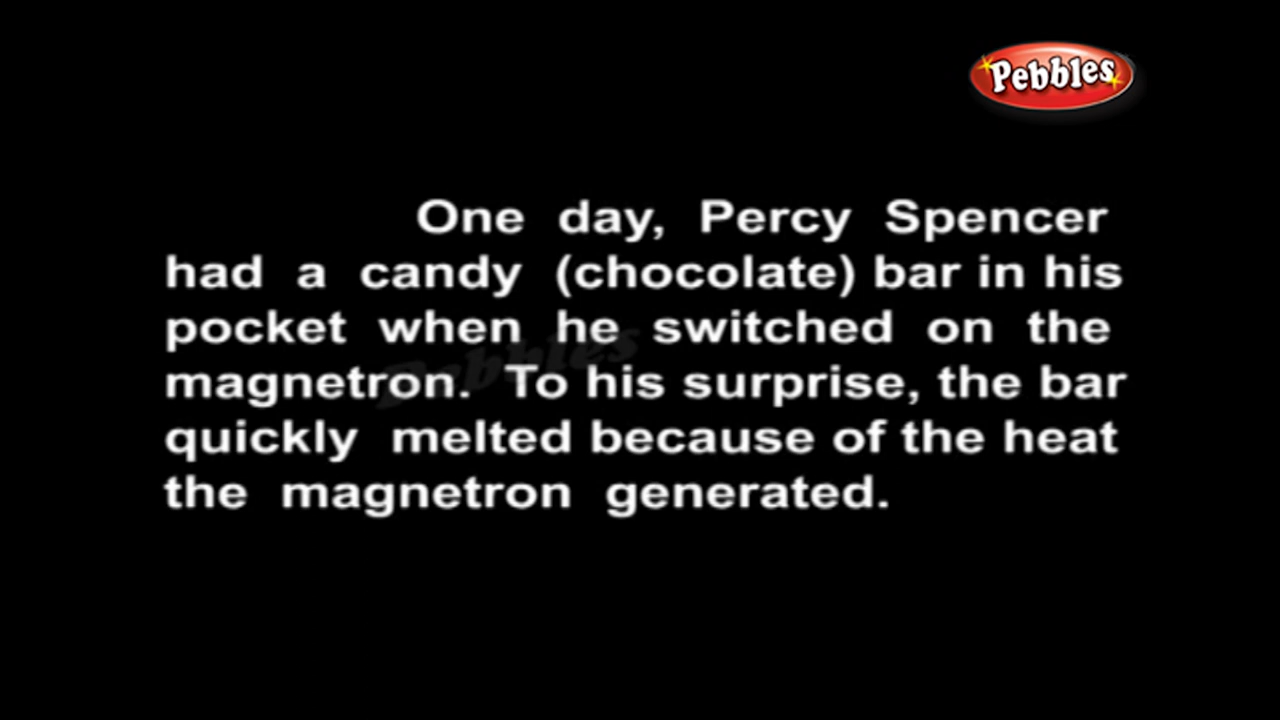 Pebbles
One day, Percy Spencer
had a candy (chocolate) bar in his
pocket when he switched on the
magnetron. To his surprise, the bar
quickly melted because of the heat
the magnetron generated.
Pebbles